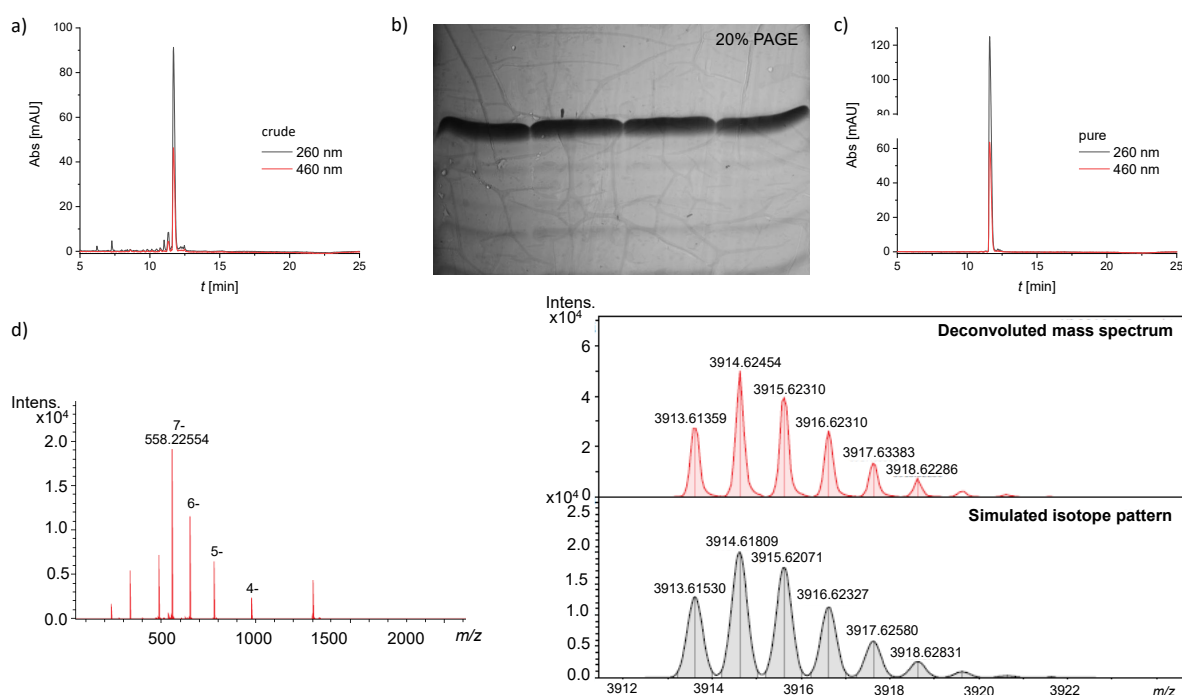 a)
100
80
60
40
20
0
Abs [mAU]
crude
260 nm
460 nm
5
10
15
20
25
t [min]
b)
20% PAGE
c)
120
100
80
60
40
20
0
Abs [mAU]
pure
260 nm
460 nm
5
10
15
20
25
t [min]
d)
Intens.
x10⁴
2.0
1.5
1.0
0.5
0.0
7-
558.22554
6-
5-
4-
500
1000
1500
2000
m/z
Intens.
x10⁴
6
4
2
0
Deconvoluted mass spectrum
3913.61359
3914.62454
3915.62310
3916.62310
3917.63383
3918.62286
x10⁴
2.5
2.0
1.5
1.0
0.5
0.0
Simulated isotope pattern
3913.61530
3914.61809
3915.62071
3916.62327
3917.62580
3918.62831
3912
3914
3916
3918
3920
3922
m/z